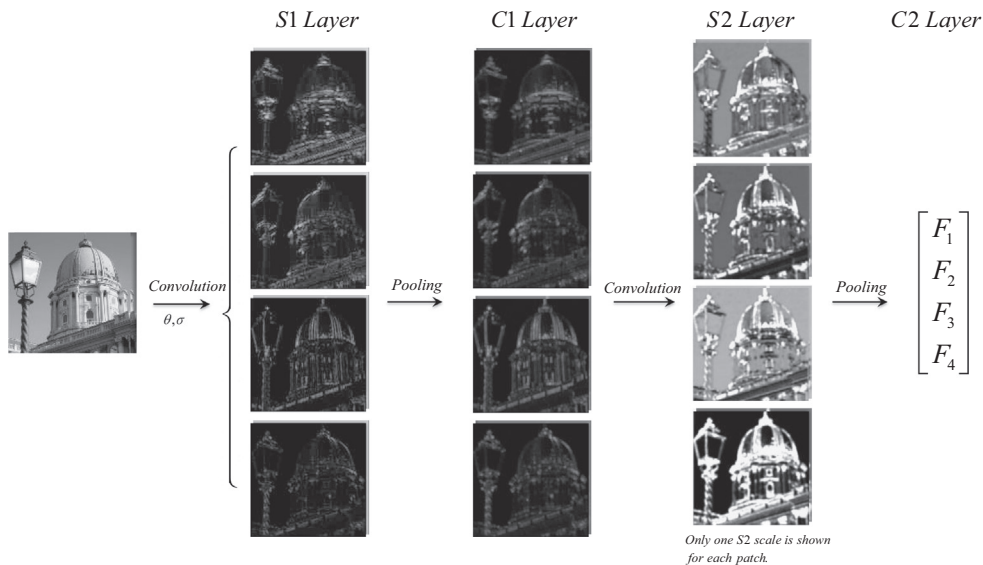 S1 Layer
C1 Layer
S2 Layer
C2 Layer
Convolution
θ,σ
Pooling
Convolution
Pooling
F1
F2
F3
F4
Only one S2 scale is shown
for each patch.